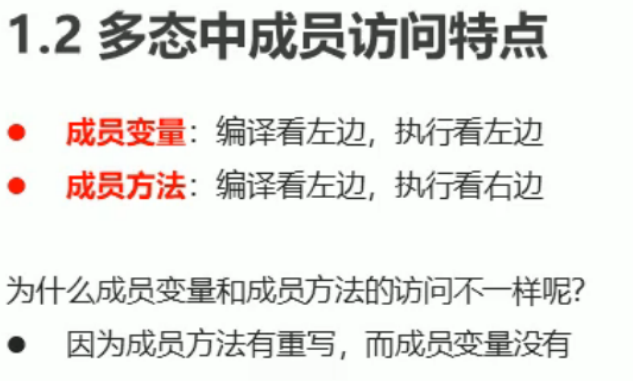 1.2 多态中成员访问特点
● 成员变量：编译看左边，执行看左边
● 成员方法：编译看左边，执行看右边
为什么成员变量和成员方法的访问不一样呢?
● 因为成员方法有重写，而成员变量没有